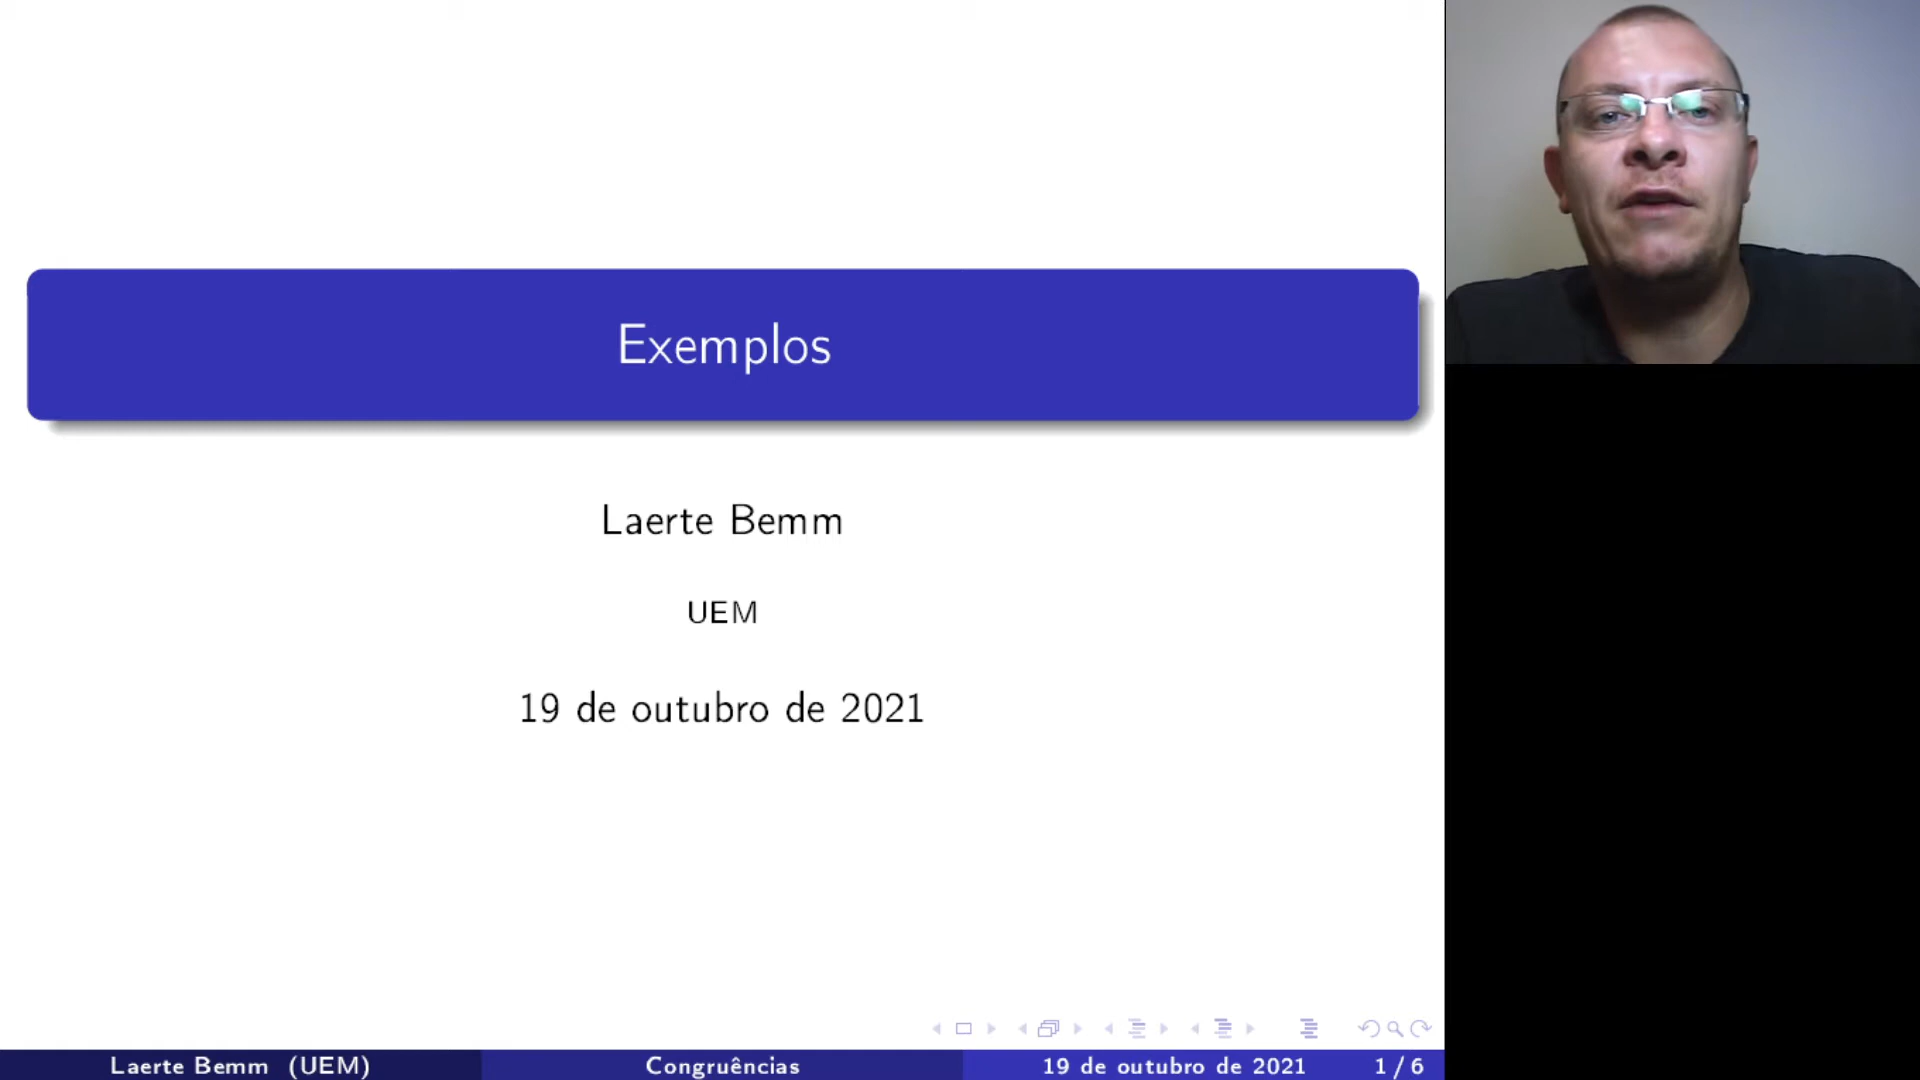 Exemplos
Laerte Bemm
UEM
19 de outubro de 2021
Laerte Bemm (UEM) Congruências 19 de outubro de 2021 1 / 6